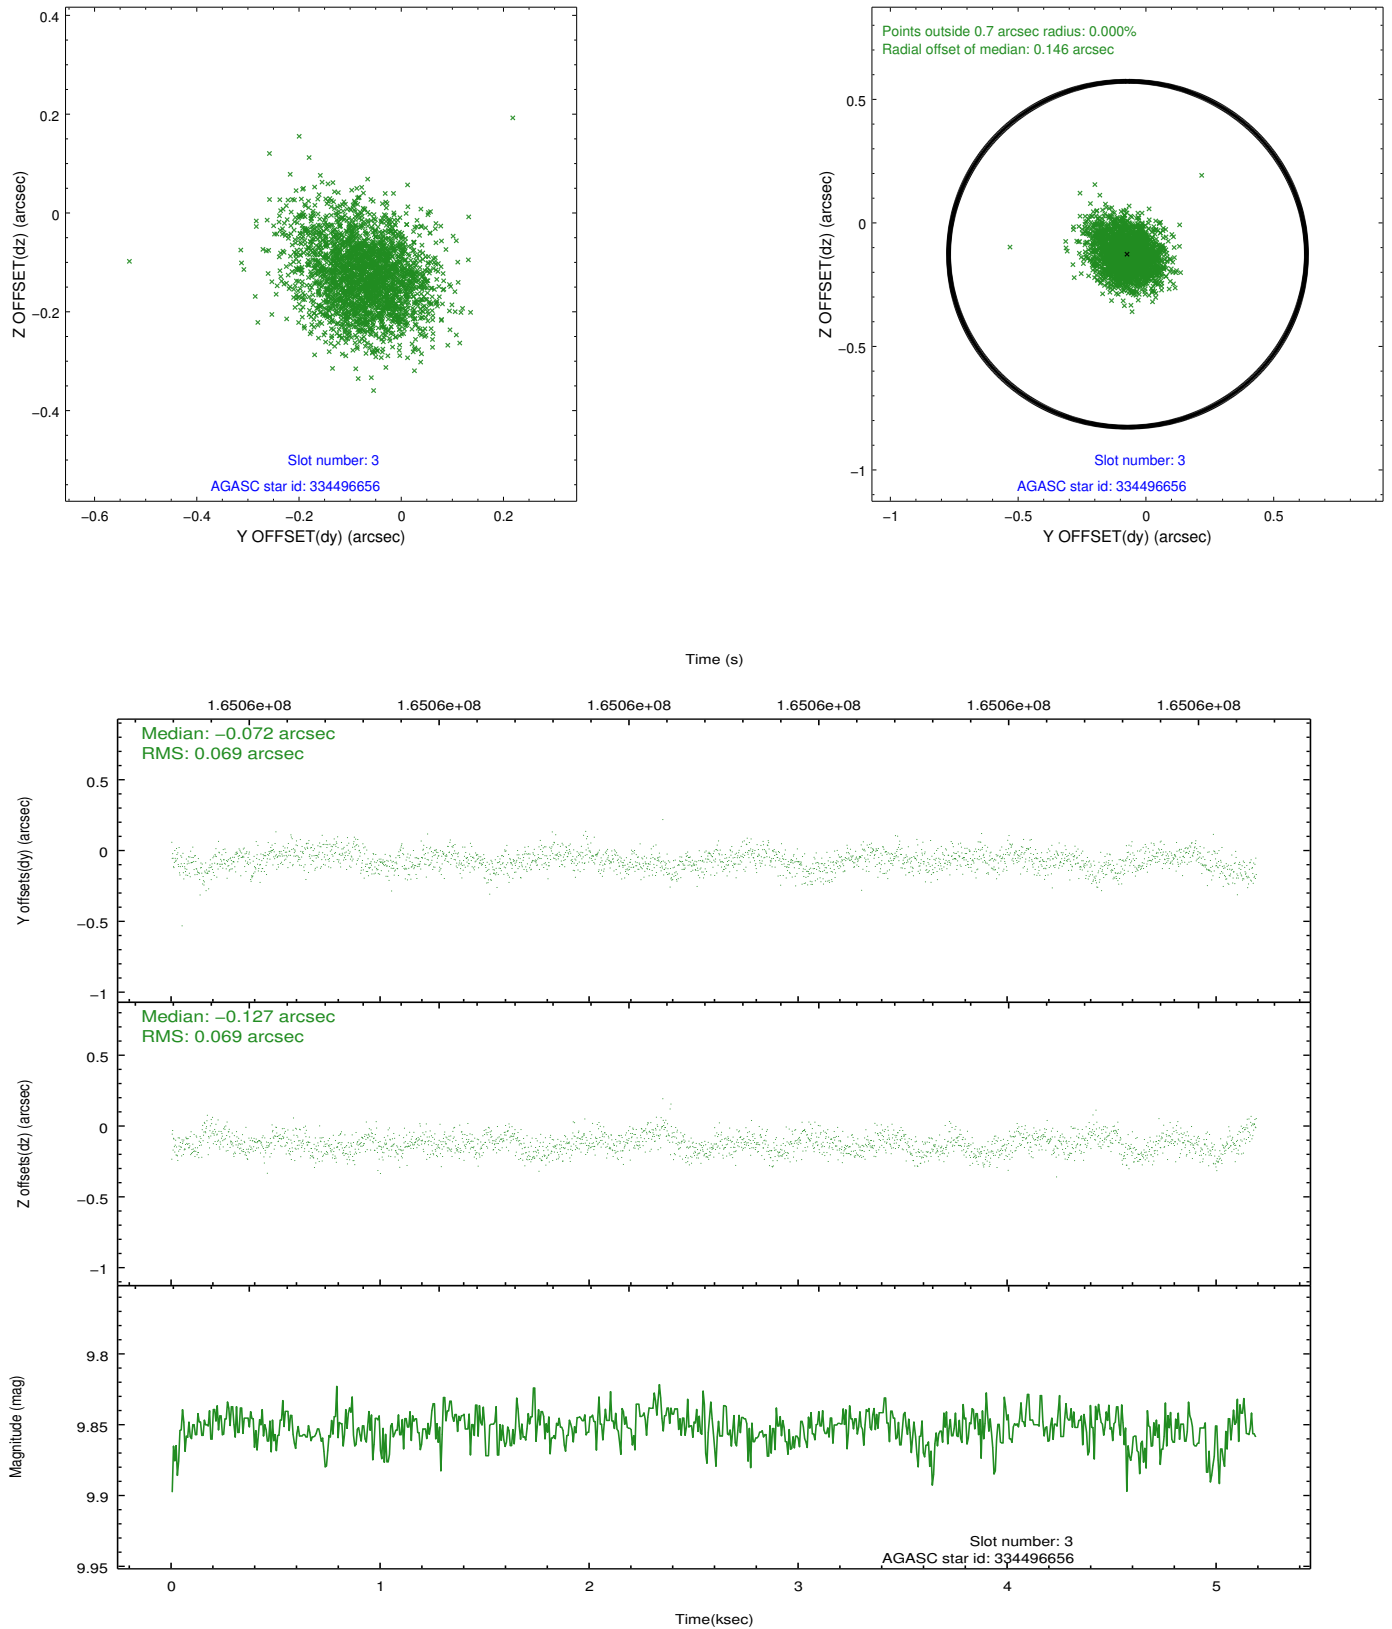 0.4
0.2
0
−0.2
−0.4
Z OFFSET(dz) (arcsec)
Slot number: 3
AGASC star id: 334496656
−0.6 −0.4 −0.2 0 0.2
Y OFFSET(dy) (arcsec)
Points outside 0.7 arcsec radius: 0.000%
Radial offset of median: 0.146 arcsec
0.5
0
−0.5
−1
Z OFFSET(dz) (arcsec)
Slot number: 3
AGASC star id: 334496656
−1 −0.5 0 0.5
Y OFFSET(dy) (arcsec)
Time (s)
1.6506e+08 1.6506e+08 1.6506e+08 1.6506e+08 1.6506e+08 1.6506e+08
Median: −0.072 arcsec
RMS: 0.069 arcsec
0.5
0
−0.5
−1
Y offsets(dy) (arcsec)
Median: −0.127 arcsec
RMS: 0.069 arcsec
0.5
0
−0.5
−1
Z offsets(dz) (arcsec)
9.8
9.85
9.9
9.95
Magnitude (mag)
Slot number: 3
AGASC star id: 334496656
0 1 2 3 4 5
Time(ksec)